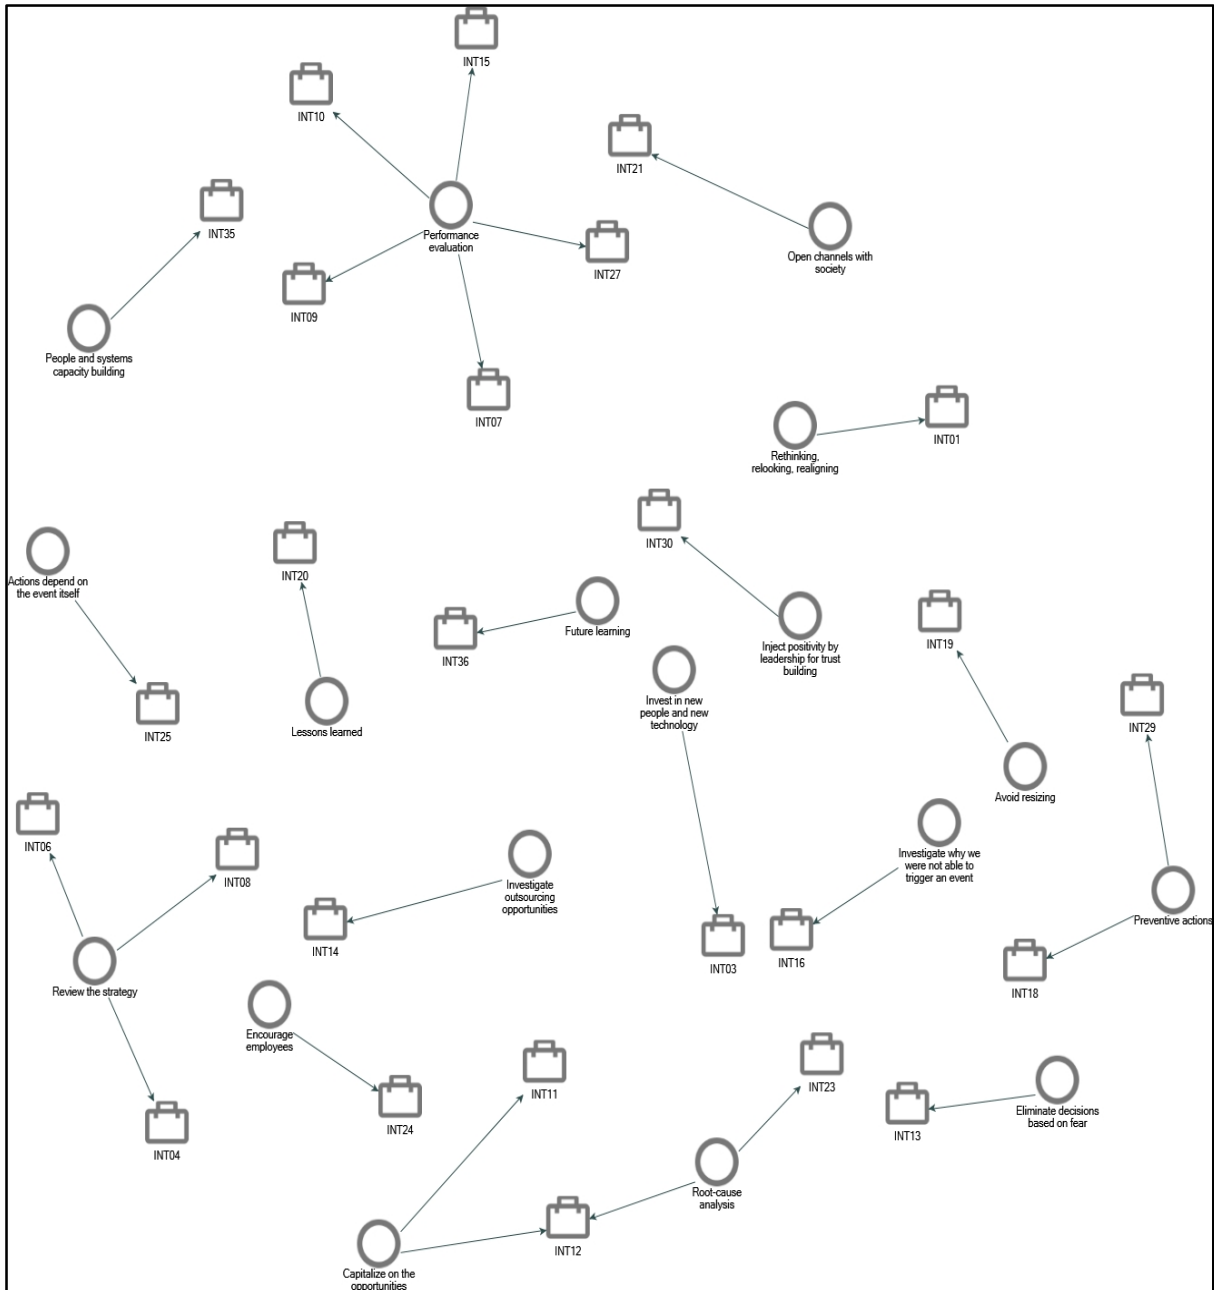 INT15
INT10
INT21
INT35
Performance
evaluation
Open channels with
society
INT27
INT09
People and systems
capacity building
INT07
INT01
Rethinking,
relooking, realigning
INT30
INT20
Actions depend on
the event itself
Future learning
INT36
INT19
Inject positivity by
leadership for trust
building
Invest in new
people and new
technology
INT29
INT25
Lessons learned
Avoid resizing
INT06
INT08
Investigate why we
were not able to
trigger an event
Investigate
outsourcing
opportunities
Preventive actions
INT14
INT03
INT16
INT18
Review the strategy
Encourage
employees
INT11
INT23
Eliminate decisions
based on fear
INT24
INT13
INT04
Root-cause
analysis
INT12
Capitalize on the
opportunities